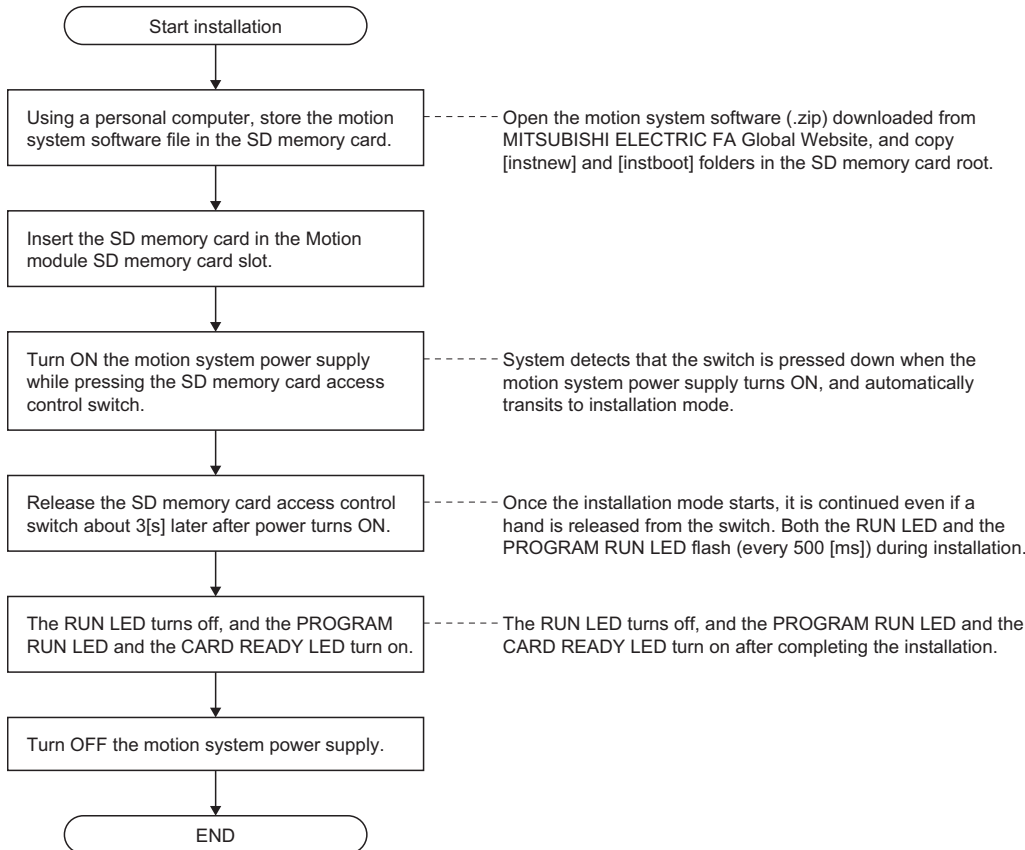 Start installation
Using a personal computer, store the motion
system software file in the SD memory card.
Open the motion system software (.zip) downloaded from
MITSUBISHI ELECTRIC FA Global Website, and copy
[instnew] and [instboot] folders in the SD memory card root.
Insert the SD memory card in the Motion
module SD memory card slot.
Turn ON the motion system power supply
while pressing the SD memory card access
control switch.
System detects that the switch is pressed down when the
motion system power supply turns ON, and automatically
transits to installation mode.
Release the SD memory card access control
switch about 3[s] later after power turns ON.
Once the installation mode starts, it is continued even if a
hand is released from the switch. Both the RUN LED and the
PROGRAM RUN LED flash (every 500 [ms]) during installation.
The RUN LED turns off, and the PROGRAM
RUN LED and the CARD READY LED turn on.
The RUN LED turns off, and the PROGRAM RUN LED and the
CARD READY LED turn on after completing the installation.
Turn OFF the motion system power supply.
END